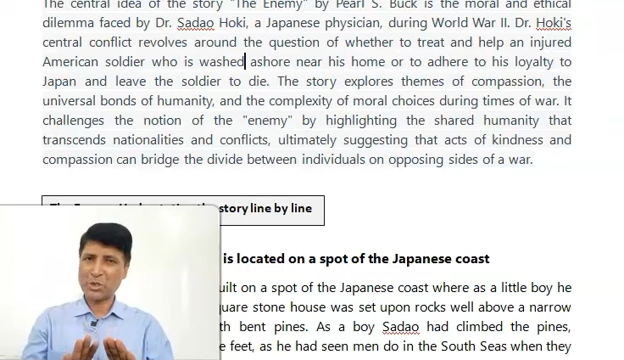 The central idea of the story "The Enemy" by Pearl S. Buck is the moral and ethical
dilemma faced by Dr. Sadao Hoki, a Japanese physician, during World War II. Dr. Hoki's
central conflict revolves around the question of whether to treat and help an injured
American soldier who is washed ashore near his home or to adhere to his loyalty to
Japan and leave the soldier to die. The story explores themes of compassion, the
universal bonds of humanity, and the complexity of moral choices during times of war. It
challenges the notion of the "enemy" by highlighting the shared humanity that
transcends nationalities and conflicts, ultimately suggesting that acts of kindness and
compassion can bridge the divide between individuals on opposing sides of a war.
story line by line
is located on a spot of the Japanese coast
uilt on a spot of the Japanese coast where as a little boy he
quare stone house was set upon rocks well above a narrow
bent pines. As a boy Sadao had climbed the pines,
feet, as he had seen men do in the South Seas when they